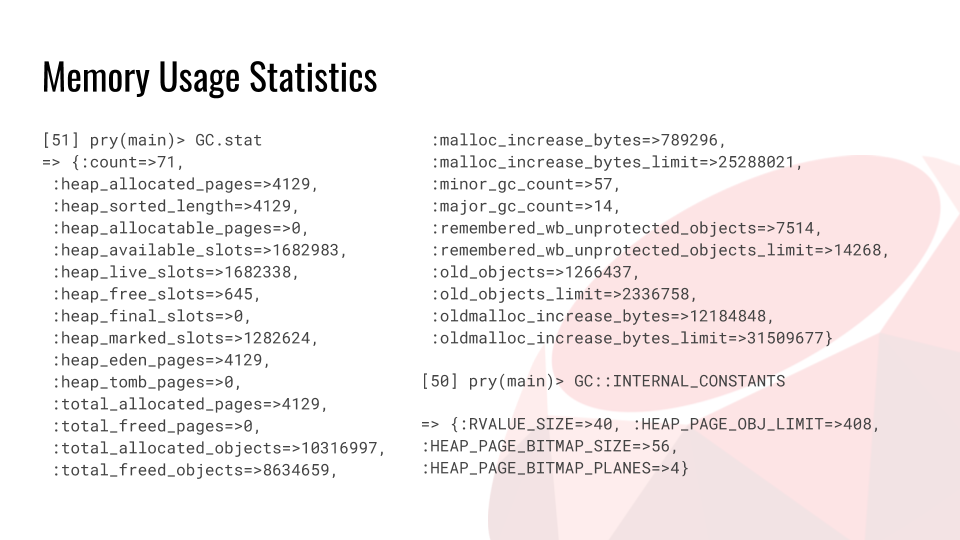 Memory Usage Statistics
[51] pry(main)> GC.stat
=> {:count=>71,
:heap_allocated_pages=>4129,
:heap_sorted_length=>4129,
:heap_allocatable_pages=>0,
:heap_available_slots=>1682983,
:heap_live_slots=>1682338,
:heap_free_slots=>645,
:heap_final_slots=>0,
:heap_marked_slots=>1282624,
:heap_eden_pages=>4129,
:heap_tomb_pages=>0,
:total_allocated_pages=>4129,
:total_freed_pages=>0,
:total_allocated_objects=>10316997,
:total_freed_objects=>8634659,
:malloc_increase_bytes=>789296,
:malloc_increase_bytes_limit=>25288021,
:minor_gc_count=>57,
:major_gc_count=>14,
:remembered_wb_unprotected_objects=>7514,
:remembered_wb_unprotected_objects_limit=>14268,
:old_objects=>1266437,
:old_objects_limit=>2336758,
:oldmalloc_increase_bytes=>12184848,
:oldmalloc_increase_bytes_limit=>31509677}
[50] pry(main)> GC::INTERNAL_CONSTANTS
=> {:RVALUE_SIZE=>40, :HEAP_PAGE_OBJ_LIMIT=>408,
:HEAP_PAGE_BITMAP_SIZE=>56,
:HEAP_PAGE_BITMAP_PLANES=>4}